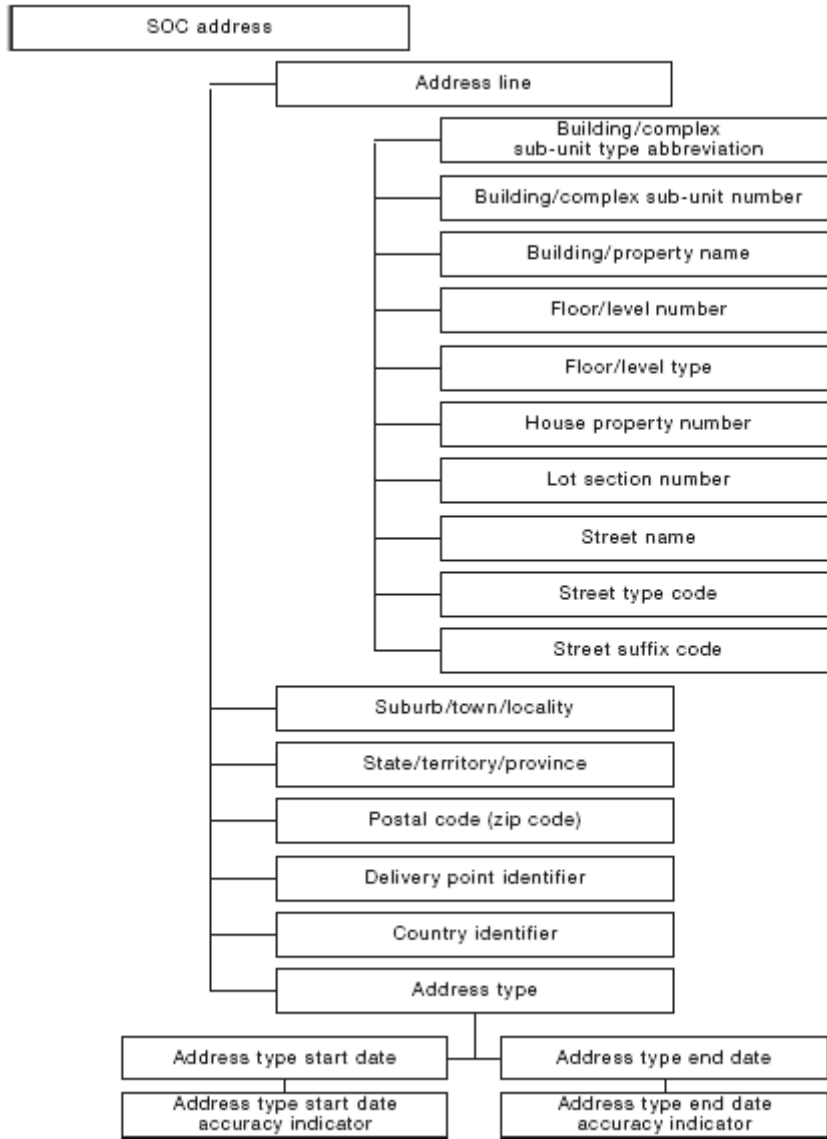 SOC address
Address line
Building/complex
sub-unit type abbreviation
Building/complex sub-unit number
Building/property name
Floor/level number
Floor/level type
House property number
Lot section number
Street name
Street type code
Street suffix code
Suburb/town/locality
State/territory/province
Postal code (zip code)
Delivery point identifier
Country identifier
Address type
Address type start date
Address type end date
Address type start date
accuracy indicator
Address type end date
accuracy indicator